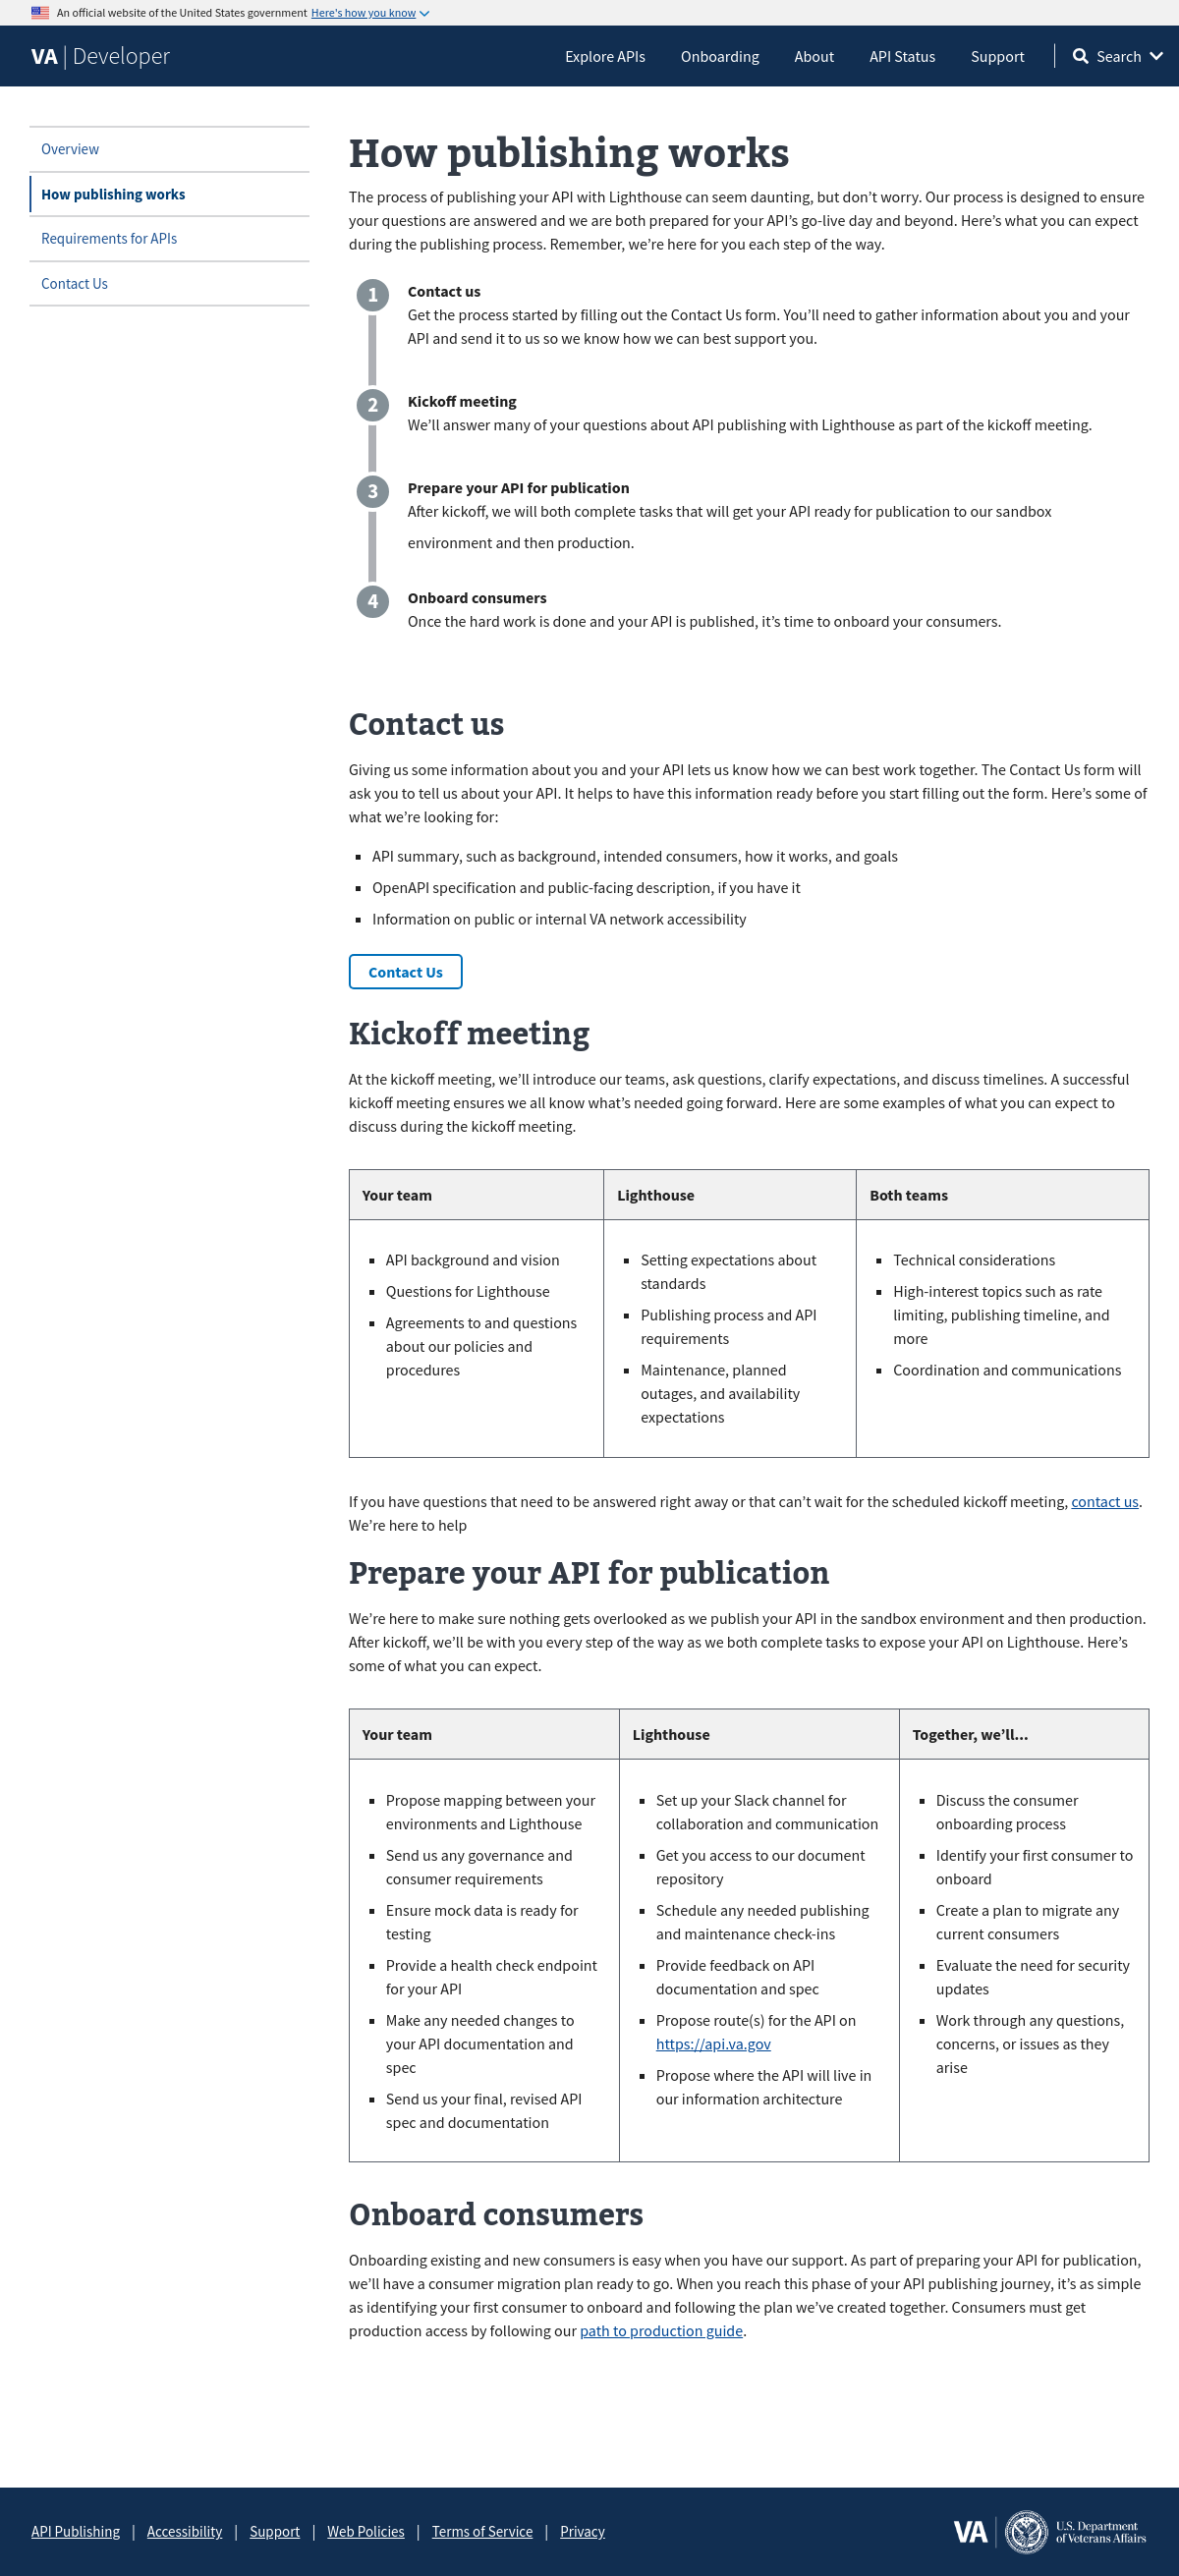 An official website of the United States government Here's how you know
VA | Developer
Explore APIs
Onboarding
About
API Status
Support
Search
Overview
How publishing works
Requirements for APIs
Contact Us
How publishing works
The process of publishing your API with Lighthouse can seem daunting, but don’t worry. Our process is designed to ensure
your questions are answered and we are both prepared for your API’s go-live day and beyond. Here’s what you can expect
during the publishing process. Remember, we’re here for you each step of the way.
1 Contact us
Get the process started by filling out the Contact Us form. You’ll need to gather information about you and your
API and send it to us so we know how we can best support you.
2 Kickoff meeting
We’ll answer many of your questions about API publishing with Lighthouse as part of the kickoff meeting.
3 Prepare your API for publication
After kickoff, we will both complete tasks that will get your API ready for publication to our sandbox
environment and then production.
4 Onboard consumers
Once the hard work is done and your API is published, it’s time to onboard your consumers.
Contact us
Giving us some information about you and your API lets us know how we can best work together. The Contact Us form will
ask you to tell us about your API. It helps to have this information ready before you start filling out the form. Here’s some of
what we’re looking for:
API summary, such as background, intended consumers, how it works, and goals
OpenAPI specification and public-facing description, if you have it
Information on public or internal VA network accessibility
Contact Us
Kickoff meeting
At the kickoff meeting, we’ll introduce our teams, ask questions, clarify expectations, and discuss timelines. A successful
kickoff meeting ensures we all know what’s needed going forward. Here are some examples of what you can expect to
discuss during the kickoff meeting.
Your team
Lighthouse
Both teams
API background and vision
Questions for Lighthouse
Agreements to and questions
about our policies and
procedures
Setting expectations about
standards
Publishing process and API
requirements
Maintenance, planned
outages, and availability
expectations
Technical considerations
High-interest topics such as rate
limiting, publishing timeline, and
more
Coordination and communications
If you have questions that need to be answered right away or that can’t wait for the scheduled kickoff meeting, contact us.
We’re here to help
Prepare your API for publication
We’re here to make sure nothing gets overlooked as we publish your API in the sandbox environment and then production.
After kickoff, we’ll be with you every step of the way as we both complete tasks to expose your API on Lighthouse. Here’s
some of what you can expect.
Your team
Lighthouse
Together, we’ll...
Propose mapping between your
environments and Lighthouse
Send us any governance and
consumer requirements
Ensure mock data is ready for
testing
Provide a health check endpoint
for your API
Make any needed changes to
your API documentation and
spec
Send us your final, revised API
spec and documentation
Set up your Slack channel for
collaboration and communication
Get you access to our document
repository
Schedule any needed publishing
and maintenance check-ins
Provide feedback on API
documentation and spec
Propose route(s) for the API on
https://api.va.gov
Propose where the API will live in
our information architecture
Discuss the consumer
onboarding process
Identify your first consumer to
onboard
Create a plan to migrate any
current consumers
Evaluate the need for security
updates
Work through any questions,
concerns, or issues as they
arise
Onboard consumers
Onboarding existing and new consumers is easy when you have our support. As part of preparing your API for publication,
we’ll have a consumer migration plan ready to go. When you reach this phase of your API publishing journey, it’s as simple
as identifying your first consumer to onboard and following the plan we’ve created together. Consumers must get
production access by following our path to production guide.
API Publishing | Accessibility | Support | Web Policies | Terms of Service | Privacy
VA
U.S. Department
of Veterans Affairs